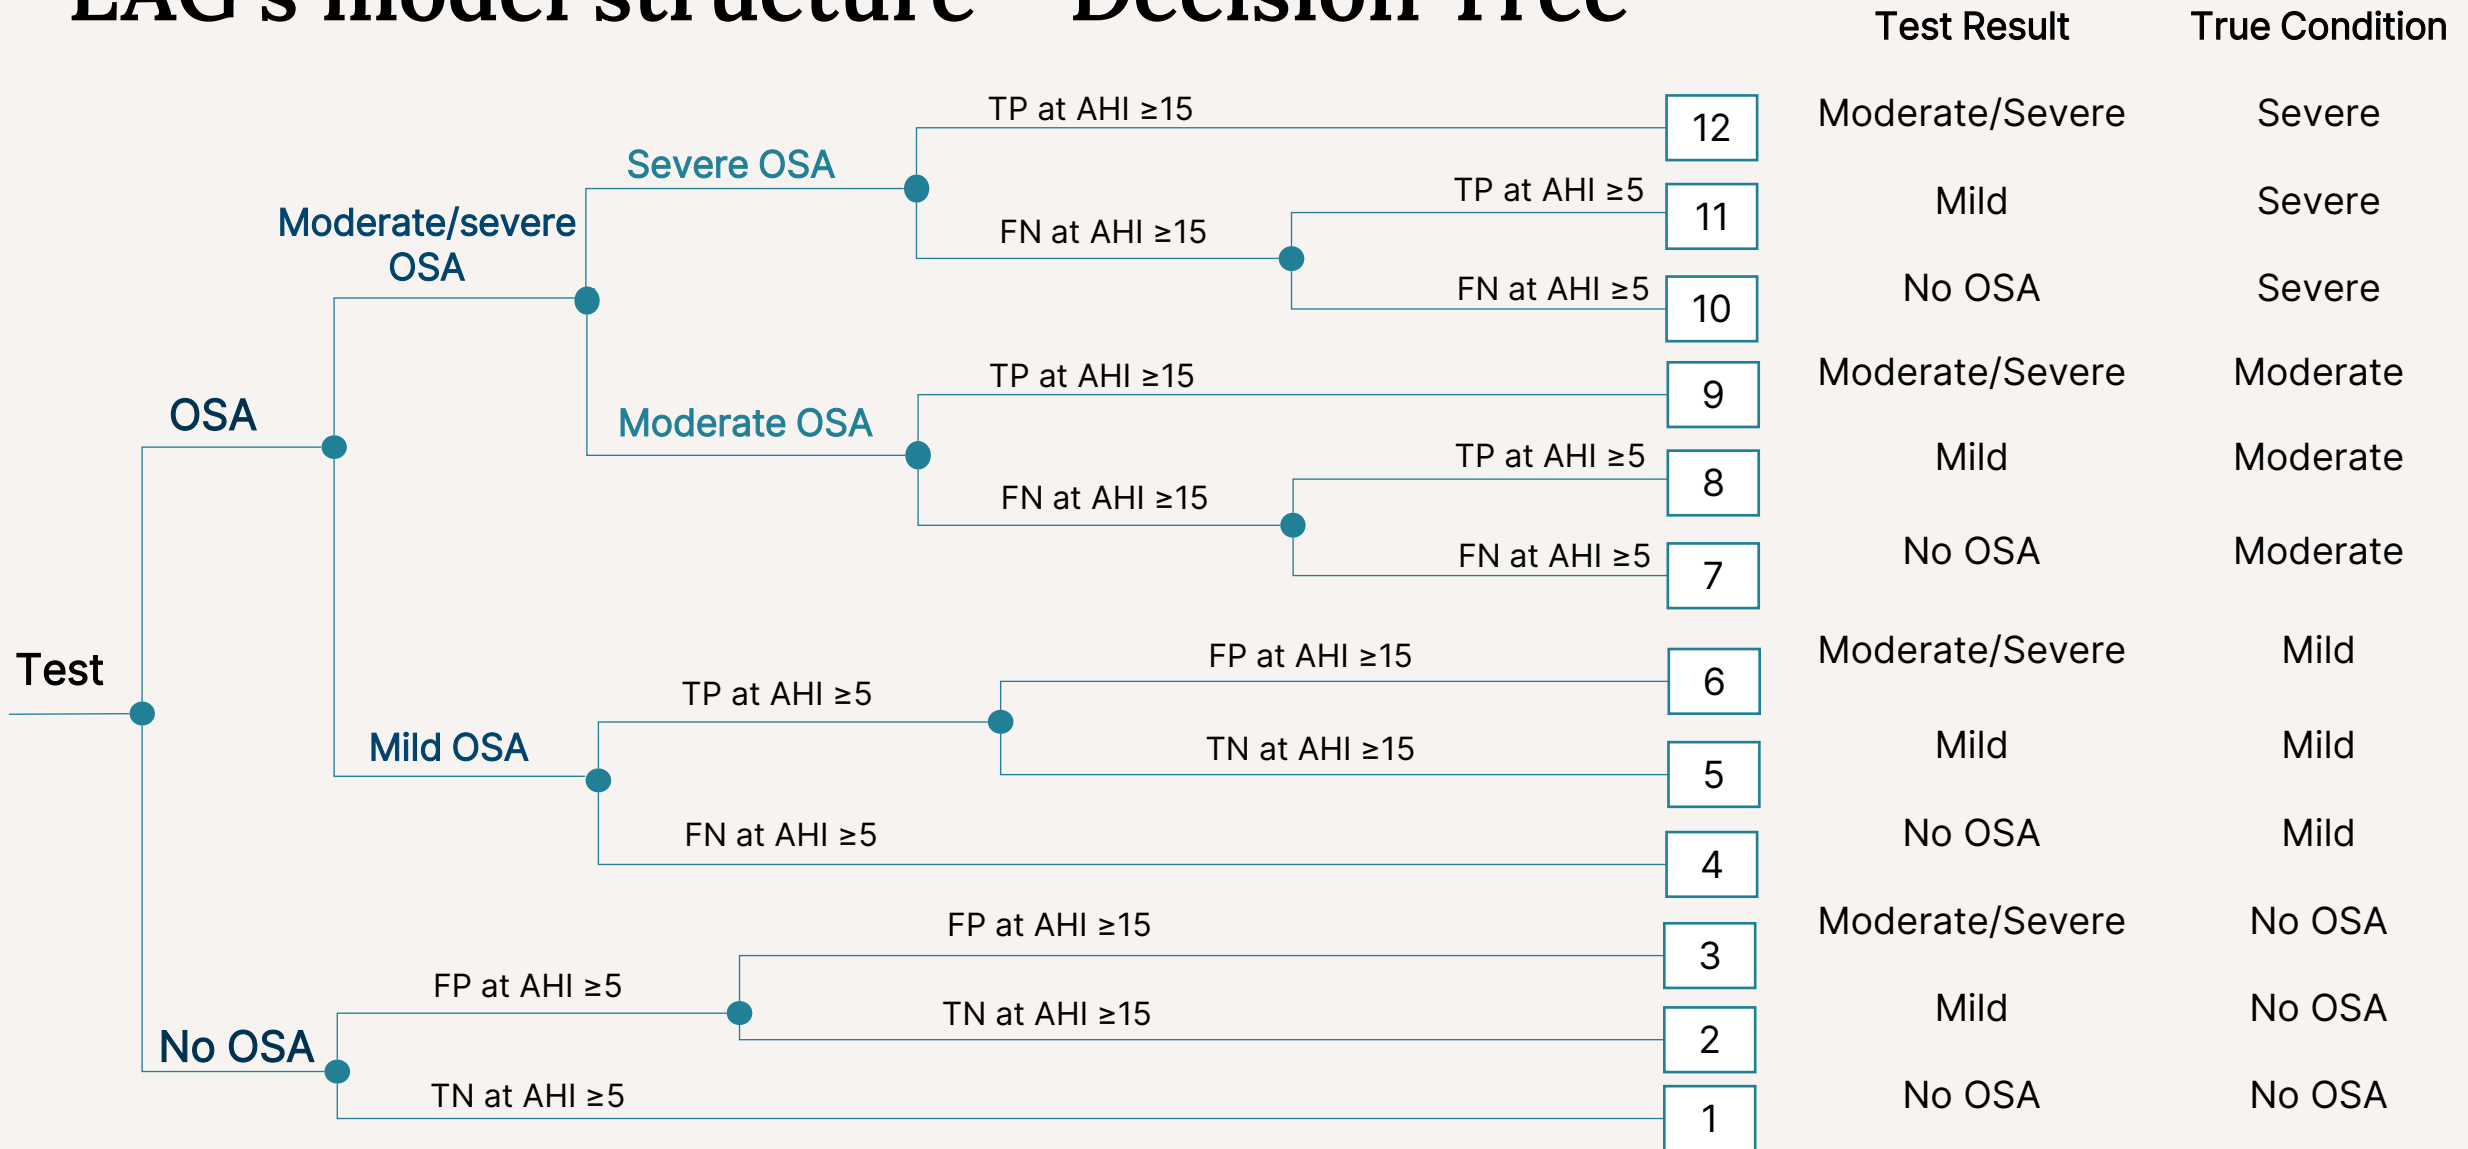 EAG's model structure – Decision Tree
Test Result
True Condition
TP at AHI ≥15
12
Moderate/Severe
Severe
Severe OSA
TP at AHI ≥5
11
Mild
Severe
Moderate/severe
OSA
FN at AHI ≥15
FN at AHI ≥5
10
No OSA
Severe
TP at AHI ≥15
9
Moderate/Severe
Moderate
OSA
Moderate OSA
TP at AHI ≥5
8
Mild
Moderate
FN at AHI ≥15
FN at AHI ≥5
7
No OSA
Moderate
Test
FP at AHI ≥15
6
Moderate/Severe
Mild
TP at AHI ≥5
Mild OSA
TN at AHI ≥15
5
Mild
Mild
FN at AHI ≥5
4
No OSA
Mild
FP at AHI ≥15
3
Moderate/Severe
No OSA
FP at AHI ≥5
TN at AHI ≥15
2
Mild
No OSA
No OSA
TN at AHI ≥5
1
No OSA
No OSA